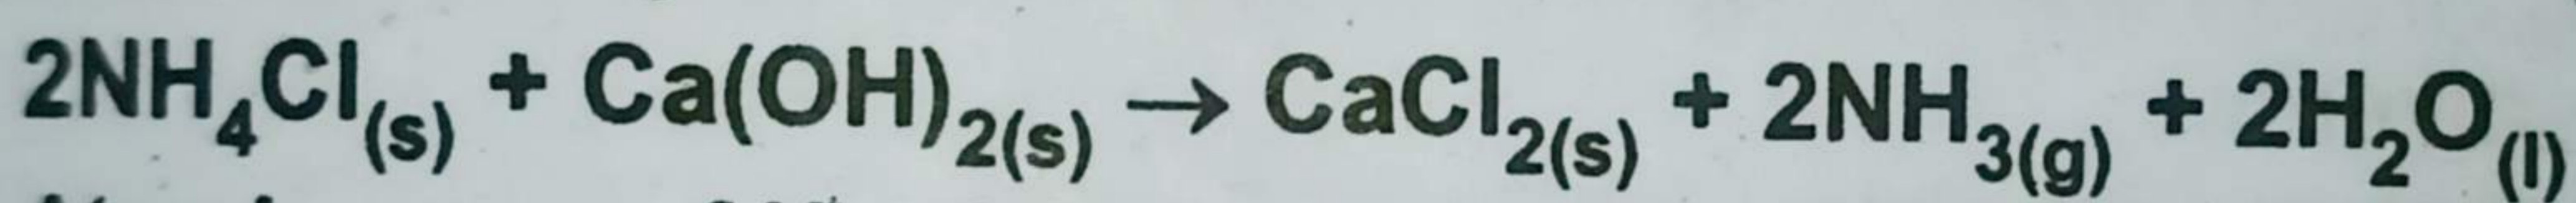 2NH₄Cl₍s₎ + Ca(OH)₂₍s₎ → CaCl₂₍s₎ + 2NH₃₍g₎ + 2H₂O₍l₎